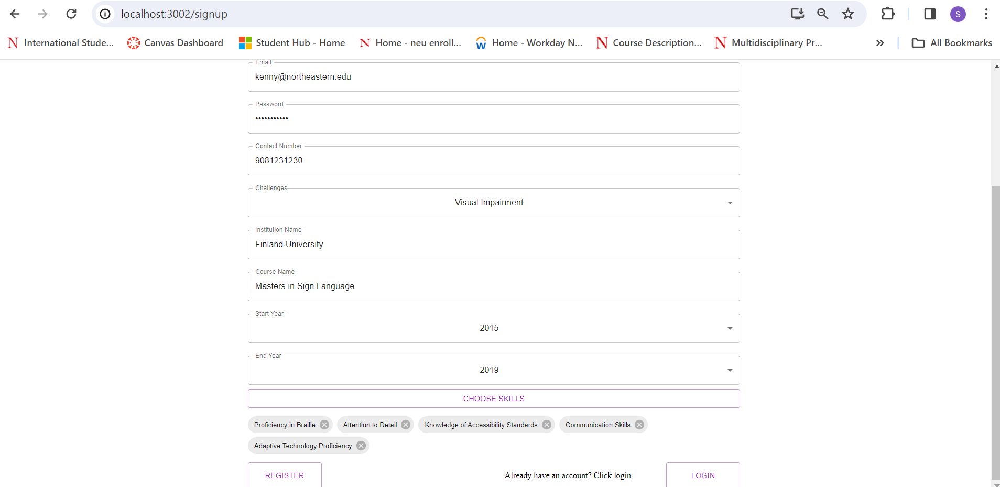 localhost:3002/signup
S
International Stude...
Canvas Dashboard
Student Hub - Home
Home - neu enroll...
Home - Workday N...
Course Description...
Multidisciplinary Pr...
All Bookmarks
Email
kenny@northeastern.edu
Password
•••••••••••
Contact Number
9081231230
Challenges
Visual Impairment
Institution Name
Finland University
Course Name
Masters in Sign Language
Start Year
2015
End Year
2019
CHOOSE SKILLS
Proficiency in Braille
Attention to Detail
Knowledge of Accessibility Standards
Communication Skills
Adaptive Technology Proficiency
REGISTER
Already have an account? Click login
LOGIN